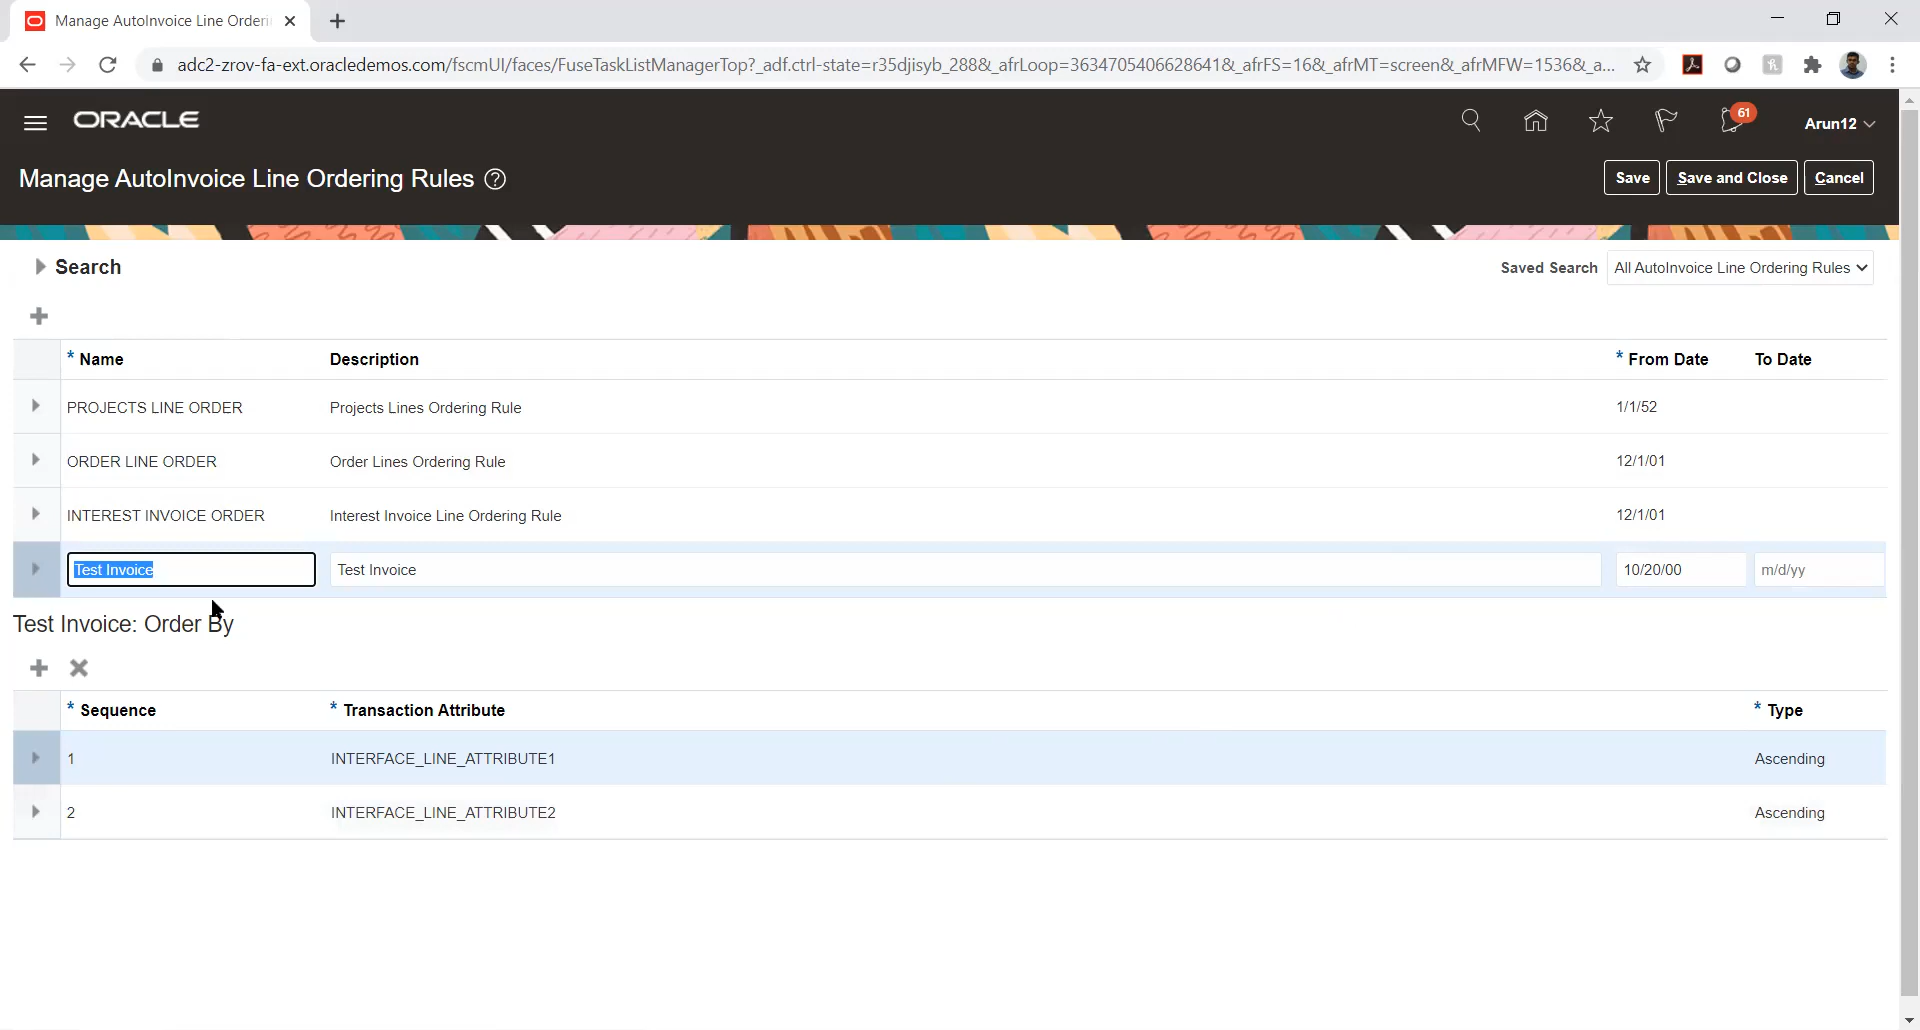 Manage AutoInvoice Line Orderi
adc2-zrov-fa-ext.oracledemos.com/fscmUI/faces/FuseTaskListManagerTop?_adf.ctrl-state=r35djisyb_288&_afrLoop=3634705406628641&_afrFS=16&_afrMT=screen&_afrMFW=1536&_a...
ORACLE
61
Arun12
Manage AutoInvoice Line Ordering Rules ?
Save Save and Close Cancel
Search
Saved Search All AutoInvoice Line Ordering Rules
* Name Description * From Date To Date
PROJECTS LINE ORDER Projects Lines Ordering Rule 1/1/52
ORDER LINE ORDER Order Lines Ordering Rule 12/1/01
INTEREST INVOICE ORDER Interest Invoice Line Ordering Rule 12/1/01
Test Invoice Test Invoice 10/20/00 m/d/yy
Test Invoice: Order By
* Sequence * Transaction Attribute * Type
1 INTERFACE_LINE_ATTRIBUTE1 Ascending
2 INTERFACE_LINE_ATTRIBUTE2 Ascending